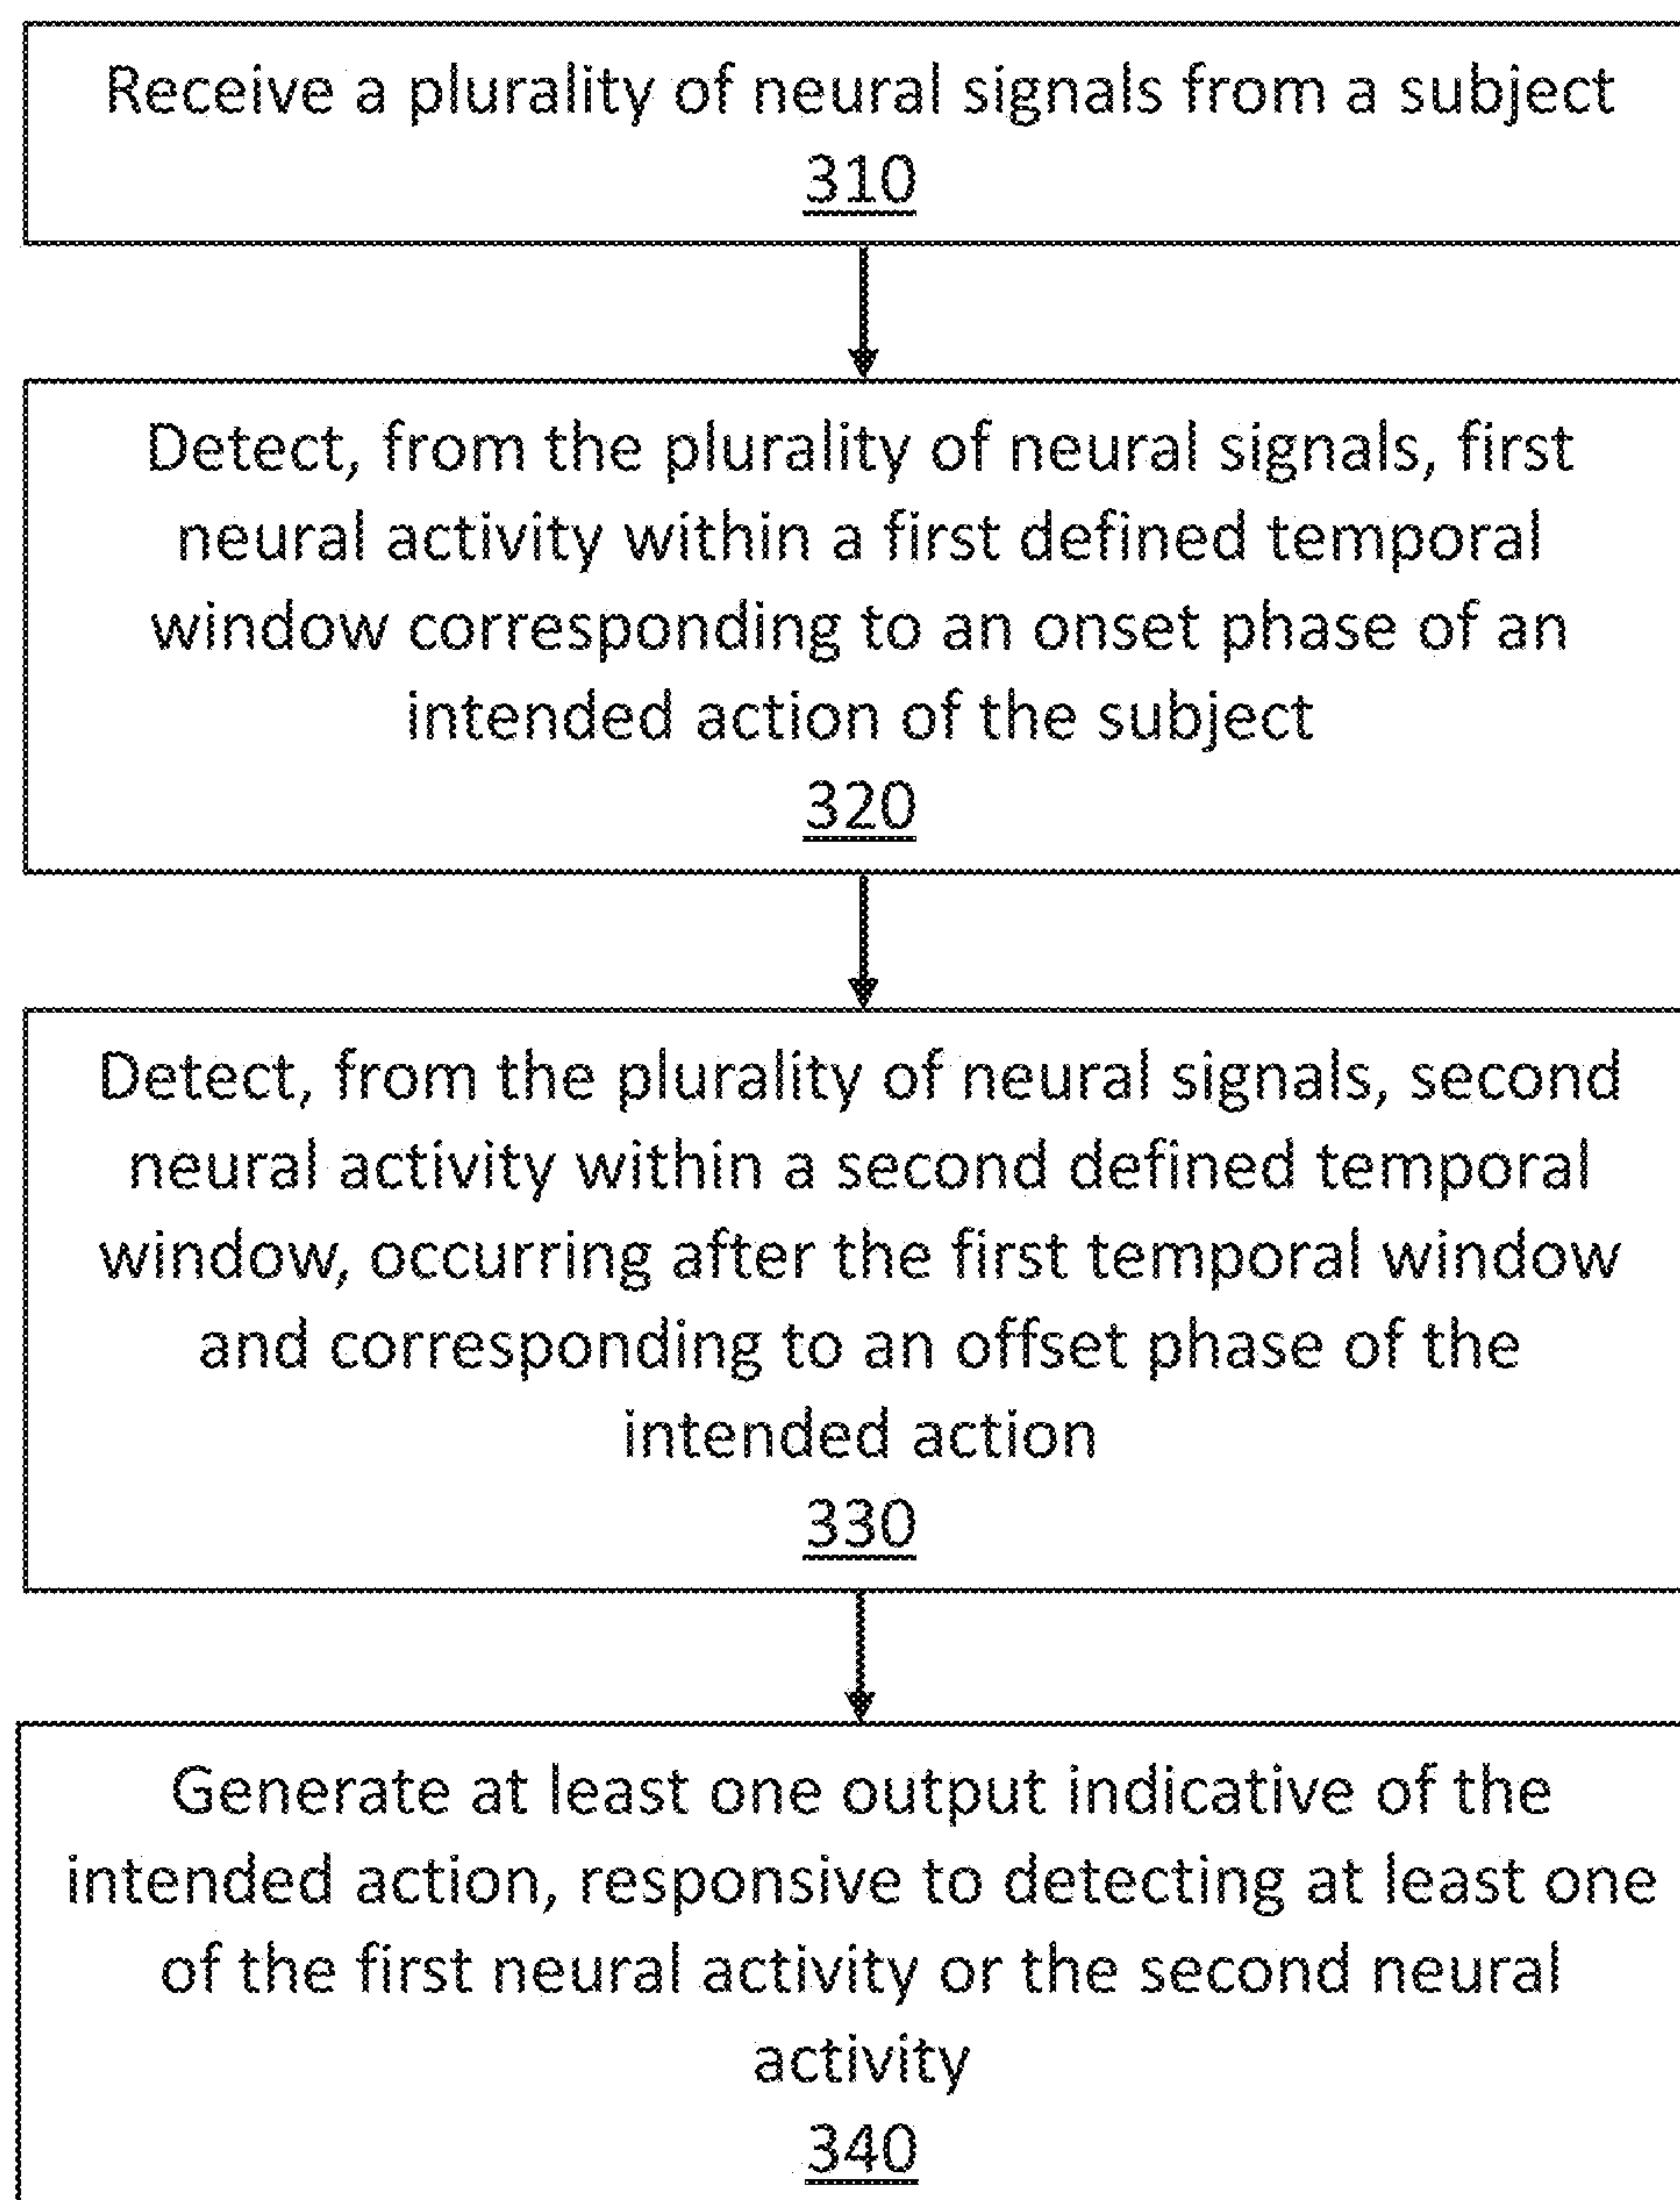 Receive a plurality of neural signals from a subject
310
Detect, from the plurality of neural signals, first
neural activity within a first defined temporal
window corresponding to an onset phase of an
intended action of the subject
320
Detect, from the plurality of neural signals, second
neural activity within a second defined temporal
window, occurring after the first temporal window
and corresponding to an offset phase of the
intended action
330
Generate at least one output indicative of the
intended action, responsive to detecting at least one
of the first neural activity or the second neural
activity
340